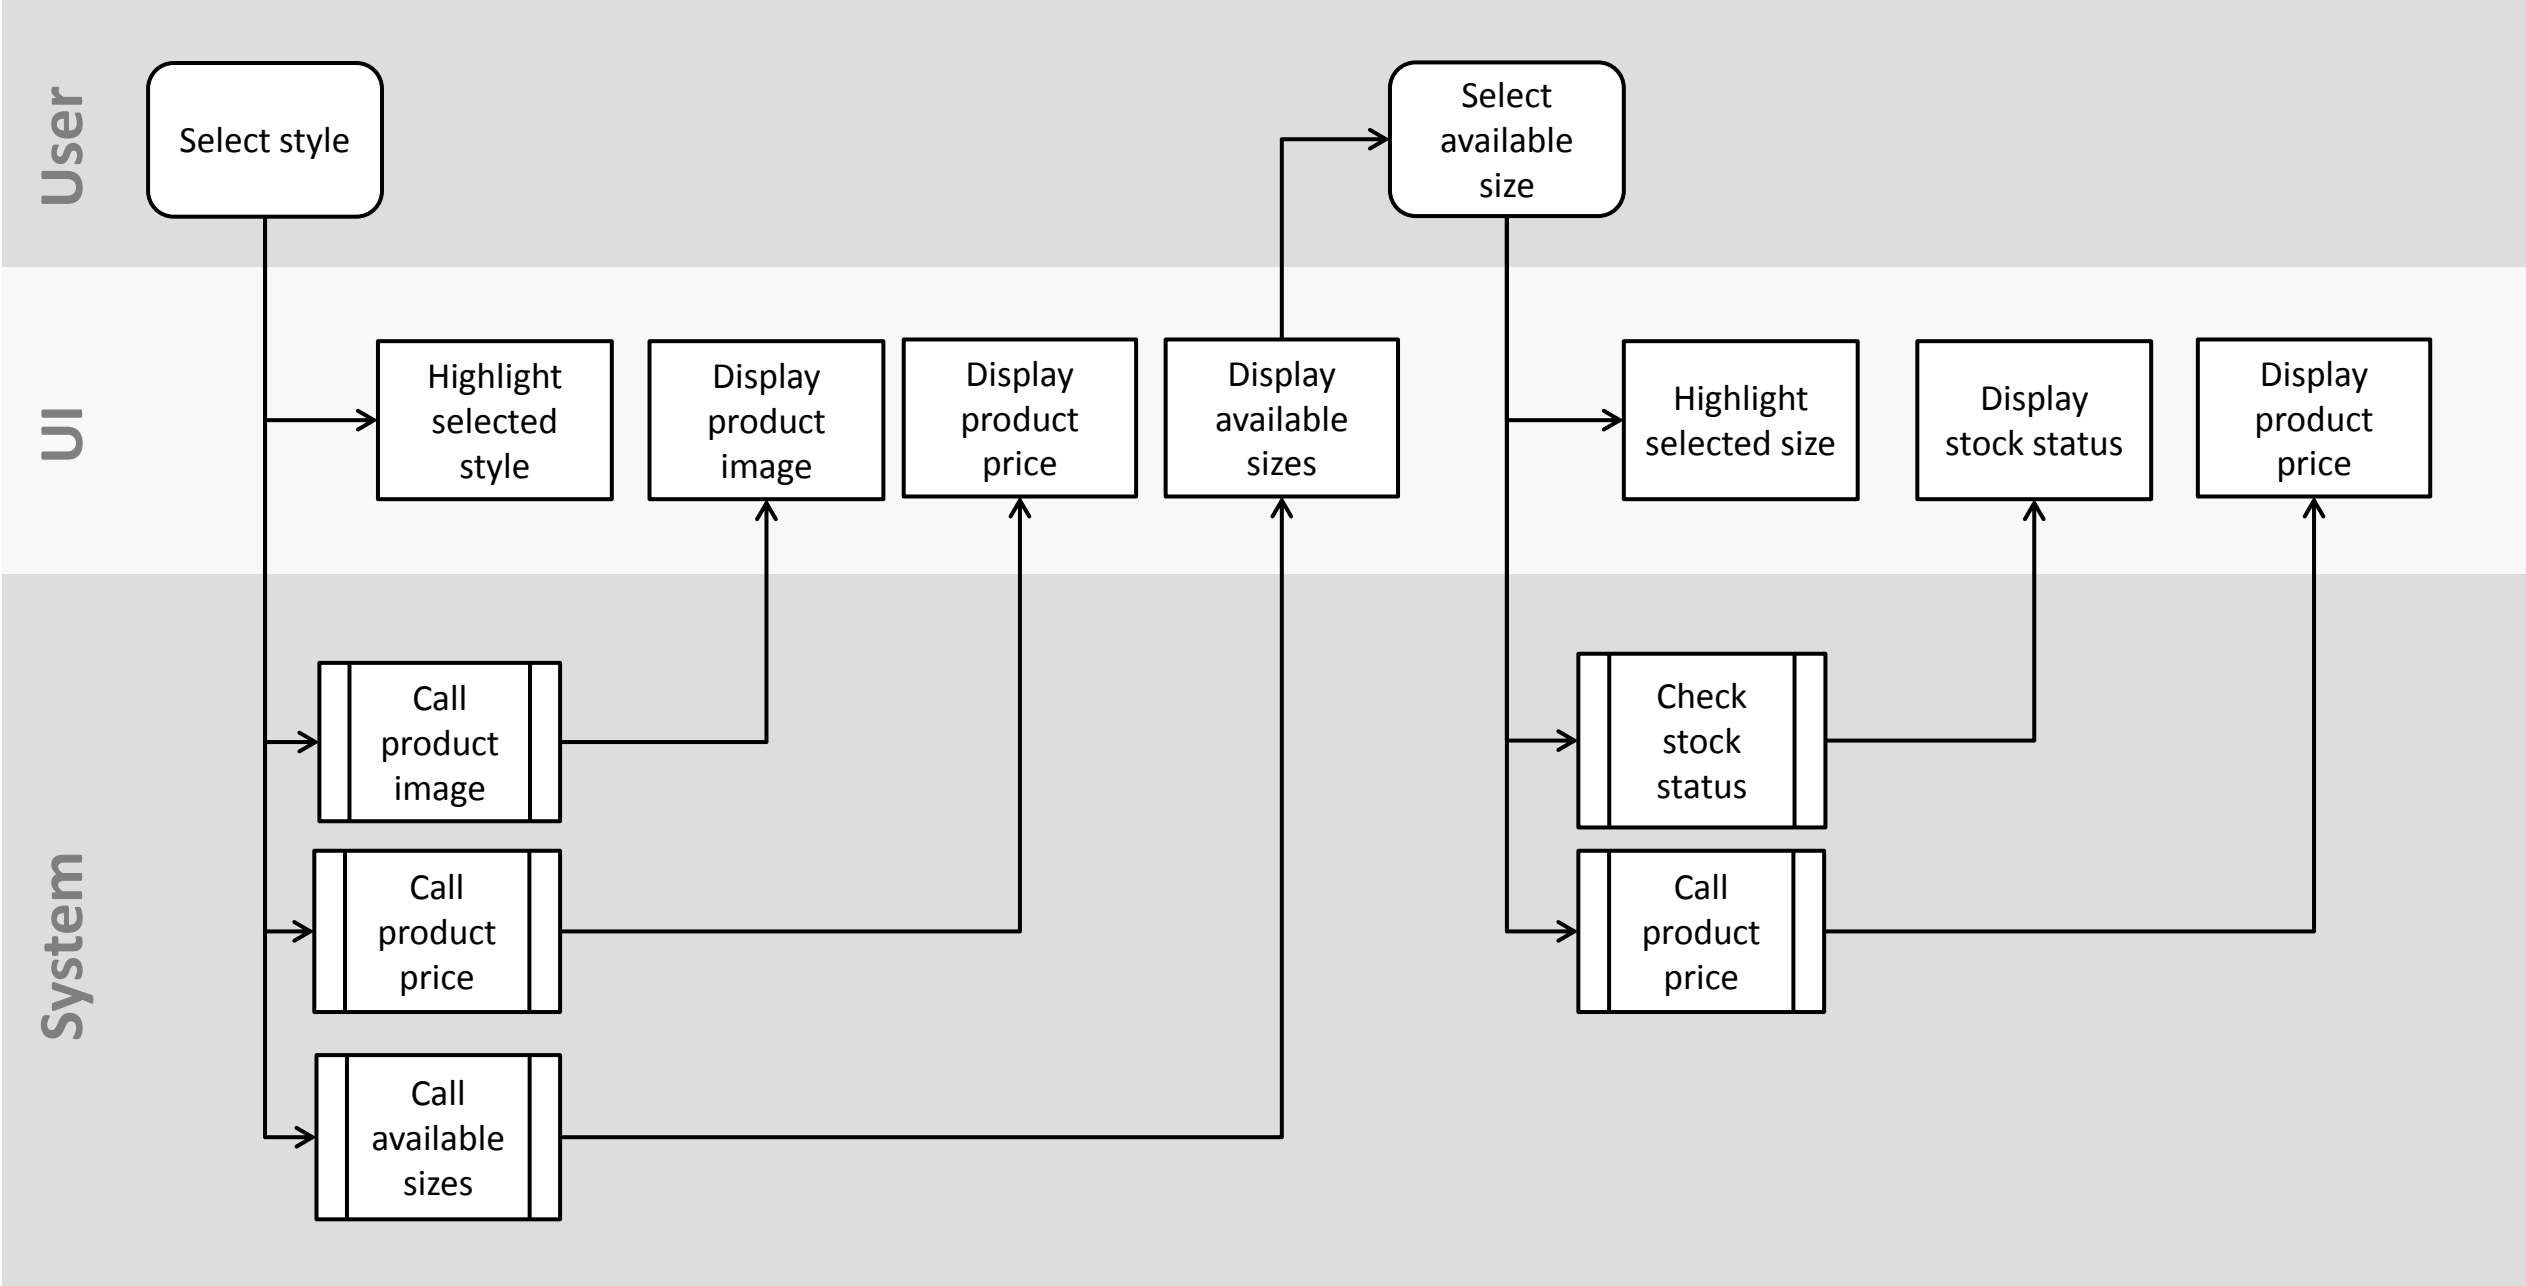 User
Select style
Select
available
size
UI
Highlight
selected
style
Display
product
image
Display
product
price
Display
available
sizes
Highlight
selected size
Display
stock status
Display
product
price
System
Call
product
image
Check
stock
status
Call
product
price
Call
product
price
Call
available
sizes